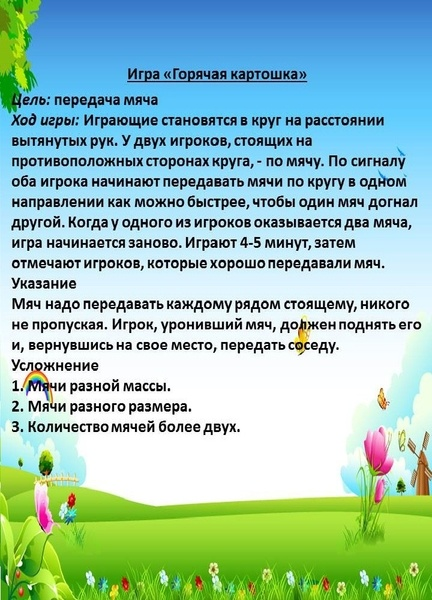 Игра «Горячая картошка»
Цель: передача мяча
Ход игры: Играющие становятся в круг на расстоянии
вытянутых рук. У двух игроков, стоящих на
противоположных сторонах круга, - по мячу. По сигналу
оба игрока начинают передавать мячи по кругу в одном
направлении как можно быстрее, чтобы один мяч догнал
другой. Когда у одного из игроков оказывается два мяча,
игра начинается заново. Играют 4-5 минут, затем
отмечают игроков, которые хорошо передавали мяч.
Указание
Мяч надо передавать каждому рядом стоящему, никого
не пропуская. Игрок, уронивший мяч, должен поднять его
и, вернувшись на свое место, передать соседу.
Усложнение
1. Мячи разной массы.
2. Мячи разного размера.
3. Количество мячей более двух.